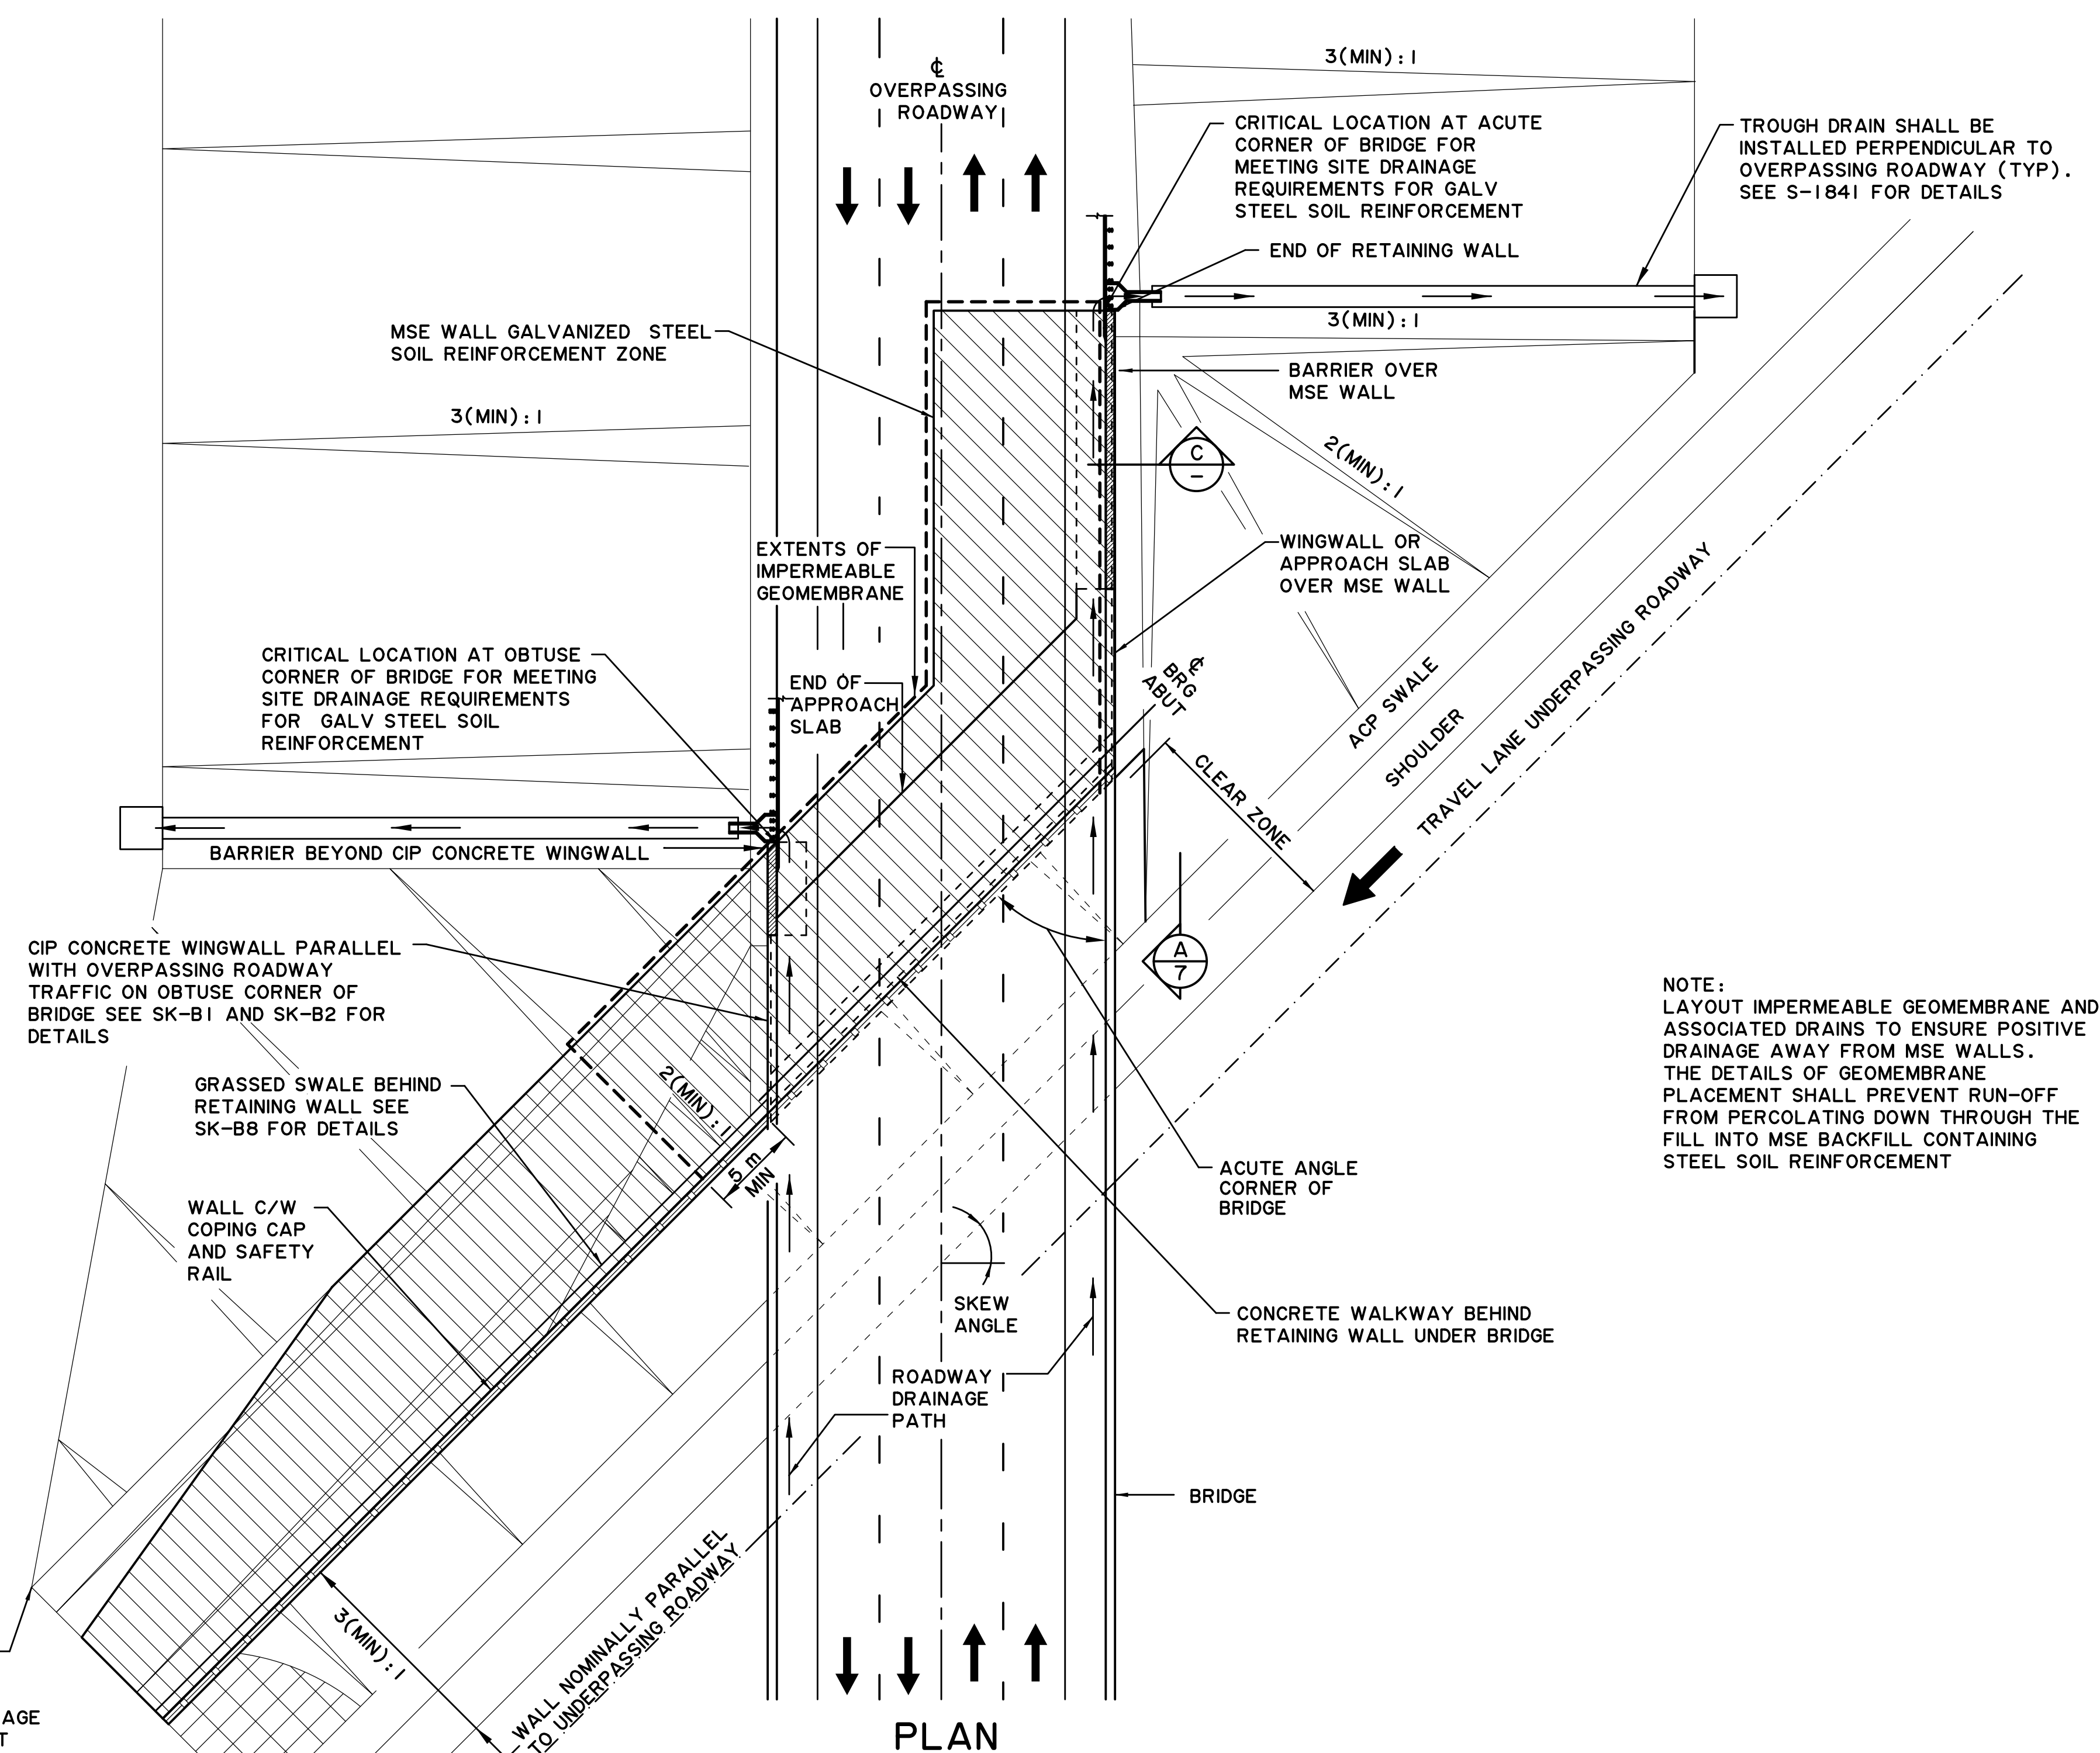 3(MIN):1
℄
OVERPASSING
ROADWAY
CRITICAL LOCATION AT ACUTE
CORNER OF BRIDGE FOR
MEETING SITE DRAINAGE
REQUIREMENTS FOR GALV
STEEL SOIL REINFORCEMENT
TROUGH DRAIN SHALL BE
INSTALLED PERPENDICULAR TO
OVERPASSING ROADWAY (TYP).
SEE S-1841 FOR DETAILS
END OF RETAINING WALL
3(MIN):1
MSE WALL GALVANIZED STEEL
SOIL REINFORCEMENT ZONE
BARRIER OVER
MSE WALL
3(MIN):1
2(MIN):1
C
-
EXTENTS OF
IMPERMEABLE
GEOMEMBRANE
WINGWALL OR
APPROACH SLAB
OVER MSE WALL
CRITICAL LOCATION AT OBTUSE
CORNER OF BRIDGE FOR MEETING
SITE DRAINAGE REQUIREMENTS
FOR GALV STEEL SOIL
REINFORCEMENT
END OF
APPROACH
SLAB
℄
BRG
ABUT
ACP SWALE
SHOULDER
TRAVEL LANE UNDERPASSING ROADWAY
CLEAR ZONE
BARRIER BEYOND CIP CONCRETE WINGWALL
CIP CONCRETE WINGWALL PARALLEL
WITH OVERPASSING ROADWAY
TRAFFIC ON OBTUSE CORNER OF
BRIDGE SEE SK-B1 AND SK-B2 FOR
DETAILS
A
7
NOTE:
LAYOUT IMPERMEABLE GEOMEMBRANE AND
ASSOCIATED DRAINS TO ENSURE POSITIVE
DRAINAGE AWAY FROM MSE WALLS.
THE DETAILS OF GEOMEMBRANE
PLACEMENT SHALL PREVENT RUN-OFF
FROM PERCOLATING DOWN THROUGH THE
FILL INTO MSE BACKFILL CONTAINING
STEEL SOIL REINFORCEMENT
GRASSED SWALE BEHIND
RETAINING WALL SEE
SK-B8 FOR DETAILS
2(MIN):1
5 m
MIN
ACUTE ANGLE
CORNER OF
BRIDGE
WALL C/W
COPING CAP
AND SAFETY
RAIL
SKEW
ANGLE
CONCRETE WALKWAY BEHIND
RETAINING WALL UNDER BRIDGE
ROADWAY
DRAINAGE
PATH
BRIDGE
3(MIN):1
WALL NOMINALLY PARALLEL
TO UNDERPASSING ROADWAY
AGE
T
PLAN